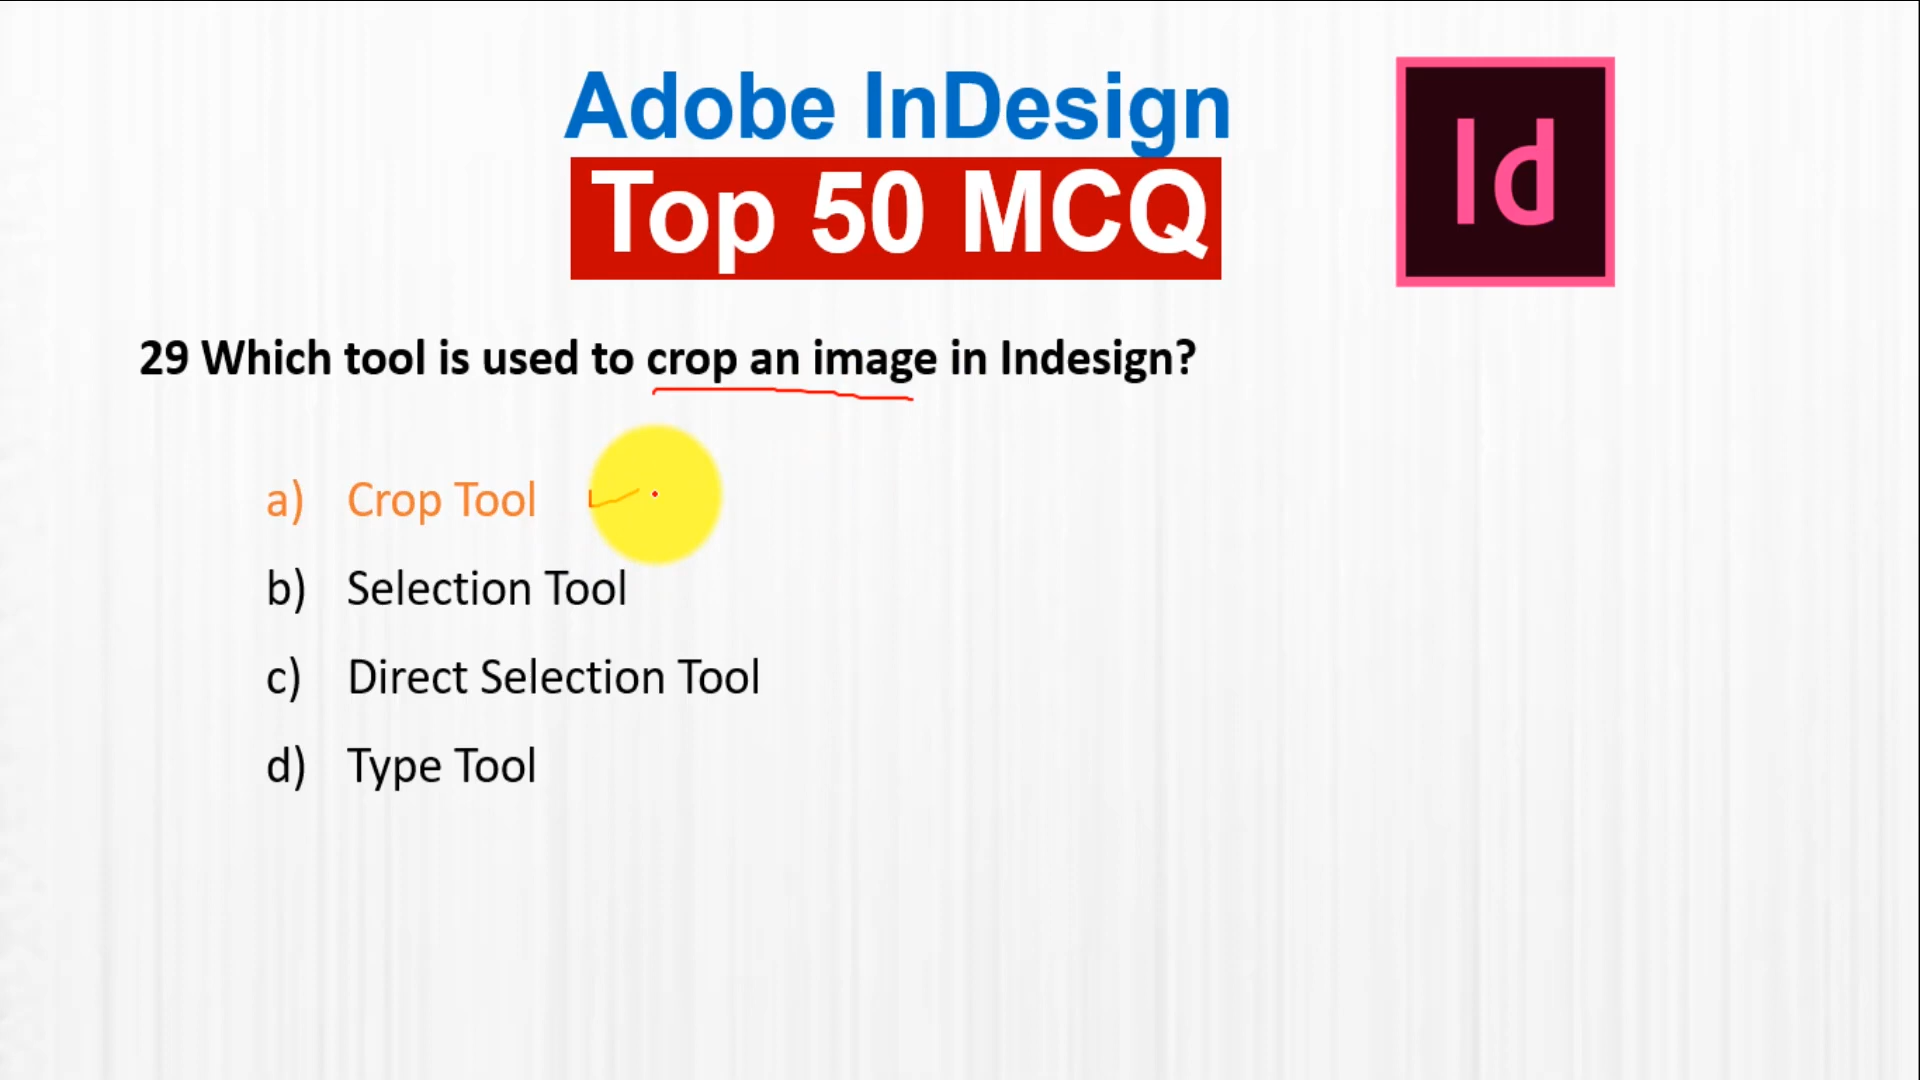 Adobe InDesign
Top 50 MCQ
Id
29 Which tool is used to crop an image in Indesign?
a) Crop Tool
b) Selection Tool
c) Direct Selection Tool
d) Type Tool